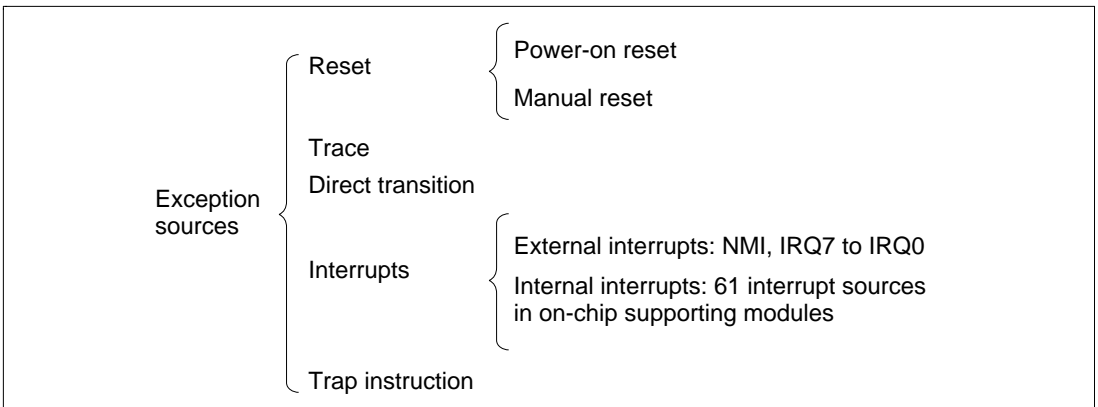 Exception
sources
Reset
Power-on reset
Manual reset
Trace
Direct transition
Interrupts
External interrupts: NMI, IRQ7 to IRQ0
Internal interrupts: 61 interrupt sources
in on-chip supporting modules
Trap instruction